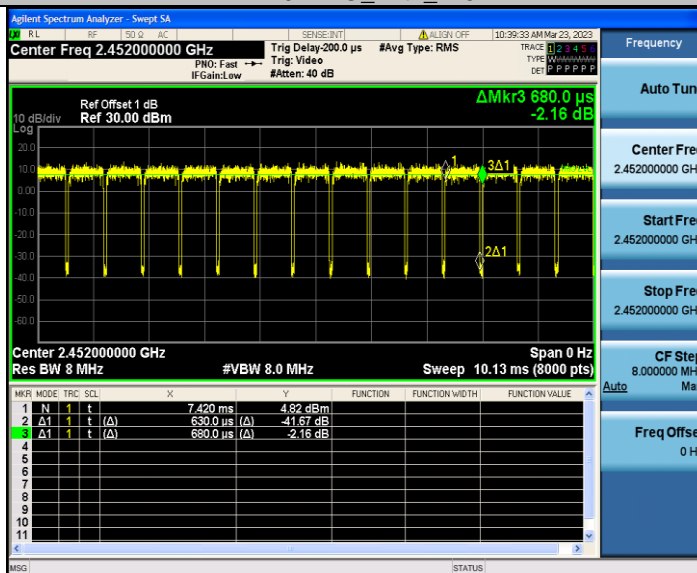 Agilent Spectrum Analyzer - Swept SA
RL RF 50 Ω AC SENSE:INT ALIGN OFF 10:39:33 AM Mar 23, 2023
Center Freq 2.452000000 GHz
PNO: Fast
IFGain:Low
Trig Delay-200.0 µs
Trig: Video
#Atten: 40 dB
#Avg Type: RMS
TRACE 1 2 3 4 5 6
TYPE W
DET P P P P P P
Ref Offset 1 dB
10 dB/div Ref 30.00 dBm
Log
ΔMkr3 680.0 µs
-2.16 dB
20.0
10.0
0.00
-10.0
-20.0
-30.0
-40.0
-50.0
-60.0
1
3Δ1
2Δ1
Center 2.452000000 GHz Span 0 Hz
Res BW 8 MHz #VBW 8.0 MHz Sweep 10.13 ms (8000 pts)
MKR MODE TRC SCL X Y FUNCTION FUNCTION WIDTH FUNCTION VALUE
1 N 1 t 7.420 ms 4.82 dBm
2 Δ1 1 t (Δ) 630.0 µs (Δ) -41.67 dB
3 Δ1 1 t (Δ) 680.0 µs (Δ) -2.16 dB
4
5
6
7
8
9
10
11
MSG STATUS
Frequency
Auto Tun
Center Fre
2.452000000 GH
Start Fre
2.452000000 GH
Stop Fre
2.452000000 GH
CF Step
8.000000 MH
Auto Ma
Freq Offse
0 H